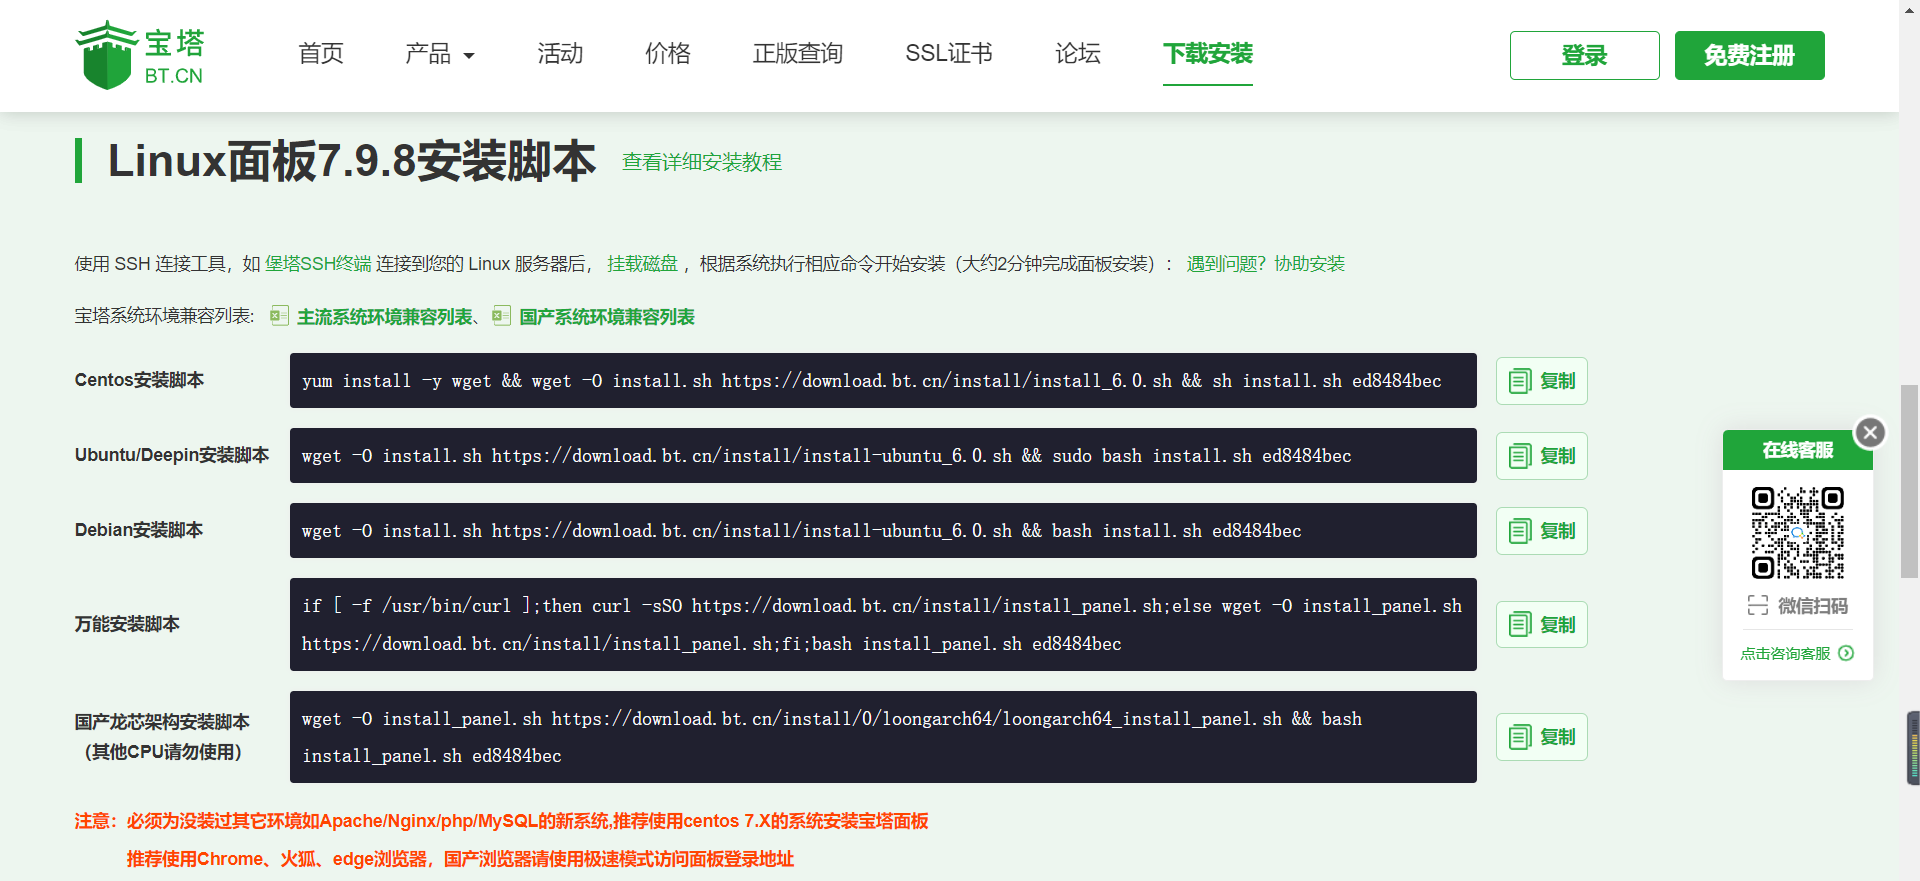 宝塔
BT.CN
首页
产品
活动
价格
正版查询
SSL证书
论坛
下载安装
登录
免费注册
Linux面板7.9.8安装脚本
查看详细安装教程
使用 SSH 连接工具，如 堡塔SSH终端 连接到您的 Linux 服务器后， 挂载磁盘 ，根据系统执行相应命令开始安装（大约2分钟完成面板安装）： 遇到问题？协助安装
宝塔系统环境兼容列表: 主流系统环境兼容列表、 国产系统环境兼容列表
Centos安装脚本
yum install -y wget && wget -O install.sh https://download.bt.cn/install/install_6.0.sh && sh install.sh ed8484bec
复制
Ubuntu/Deepin安装脚本
wget -O install.sh https://download.bt.cn/install/install-ubuntu_6.0.sh && sudo bash install.sh ed8484bec
复制
Debian安装脚本
wget -O install.sh https://download.bt.cn/install/install-ubuntu_6.0.sh && bash install.sh ed8484bec
复制
万能安装脚本
if [ -f /usr/bin/curl ];then curl -sSO https://download.bt.cn/install/install_panel.sh;else wget -O install_panel.sh
https://download.bt.cn/install/install_panel.sh;fi;bash install_panel.sh ed8484bec
复制
国产龙芯架构安装脚本
（其他CPU请勿使用）
wget -O install_panel.sh https://download.bt.cn/install/0/loongarch64/loongarch64_install_panel.sh && bash
install_panel.sh ed8484bec
复制
注意：必须为没装过其它环境如Apache/Nginx/php/MySQL的新系统,推荐使用centos 7.X的系统安装宝塔面板
推荐使用Chrome、火狐、edge浏览器，国产浏览器请使用极速模式访问面板登录地址
在线客服
微信扫码
点击咨询客服